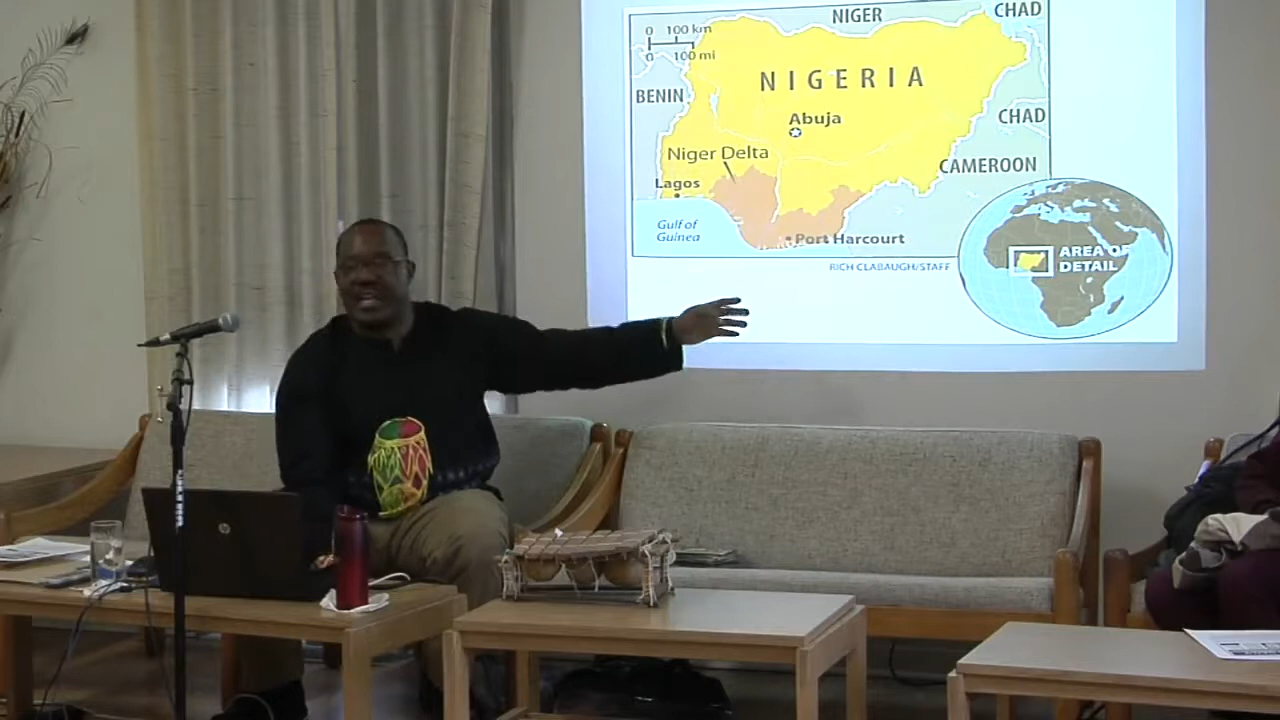 NIGER
CHAD
0 100 km
0 100 mi
NIGERIA
BENIN
Abuja
CHAD
Niger Delta
CAMEROON
Lagos
Gulf of
Guinea
Port Harcourt
RICH CLABAUGH/STAFF
AREA OF
DETAIL
hp